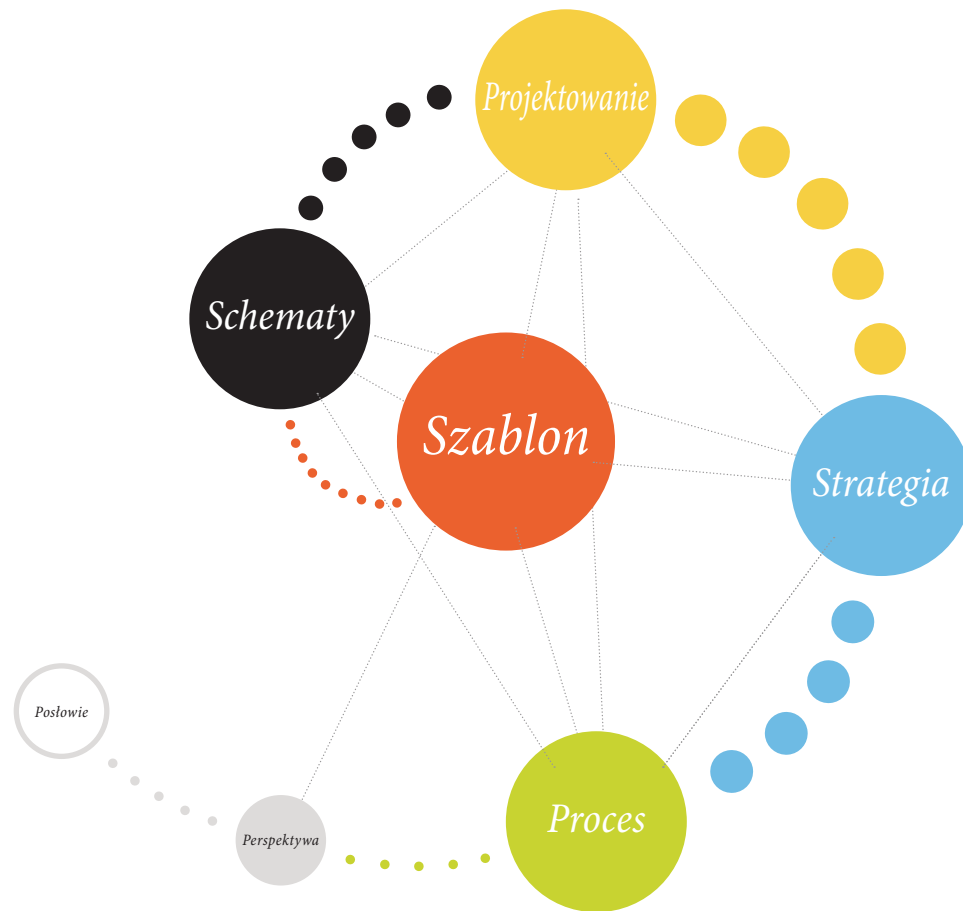 Projektowanie
Schematy
Szablon
Strategia
Posłowie
Proces
Perspektywa